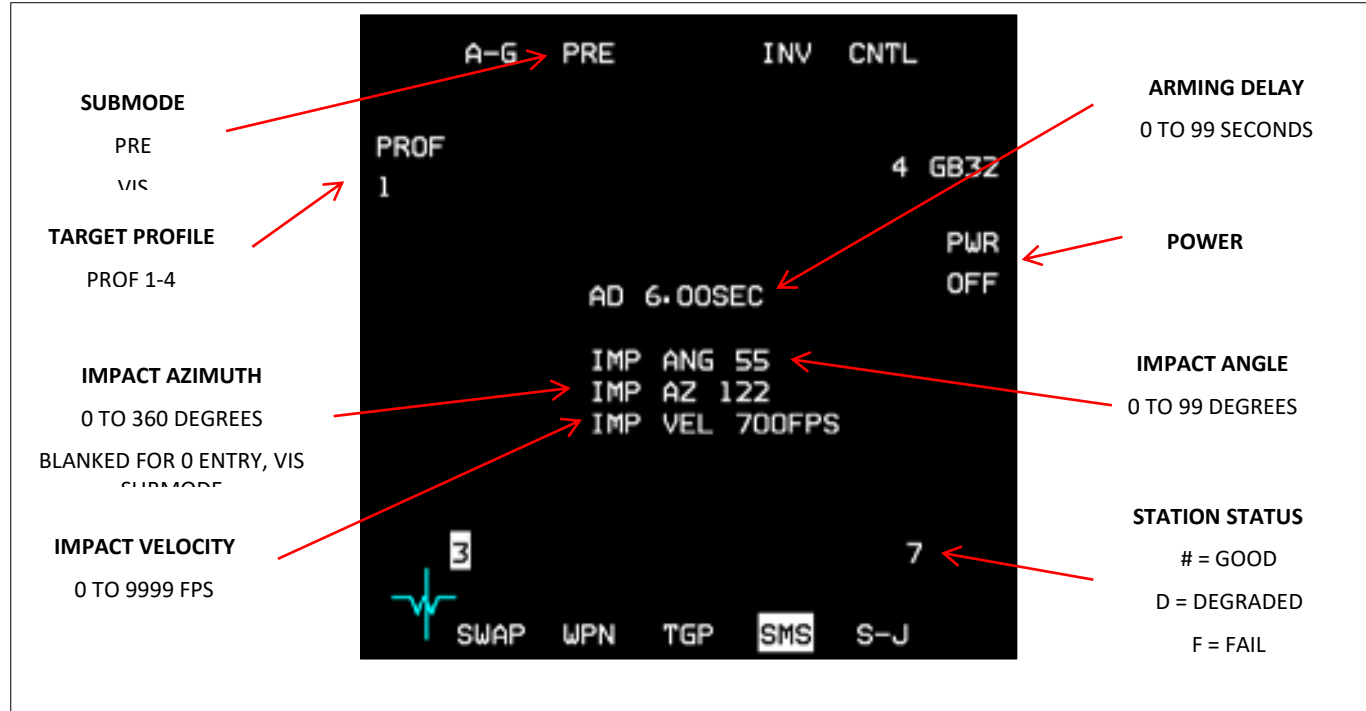 A-G PRE INV CNTL
SUBMODE
PRE
VIS
TARGET PROFILE
PROF 1-4
IMPACT AZIMUTH
0 TO 360 DEGREES
BLANKED FOR 0 ENTRY, VIS
SUBMODE
IMPACT VELOCITY
0 TO 9999 FPS
PROF
1
4 GB32
PWR
OFF
AD 6.00SEC
IMP ANG 55
IMP AZ 122
IMP VEL 700FPS
3
7
SWAP WPN TGP SMS S-J
ARMING DELAY
0 TO 99 SECONDS
POWER
IMPACT ANGLE
0 TO 99 DEGREES
STATION STATUS
# = GOOD
D = DEGRADED
F = FAIL